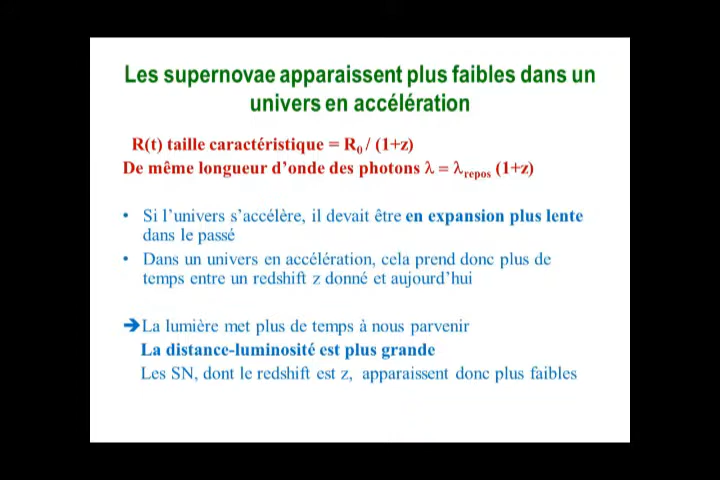 Les supernovae apparaissent plus faibles dans un
univers en accélération
R(t) taille caractéristique = R₀ / (1+z)
De même longueur d’onde des photons λ = λrepos (1+z)
• Si l’univers s’accélère, il devait être en expansion plus lente
dans le passé
• Dans un univers en accélération, cela prend donc plus de
temps entre un redshift z donné et aujourd’hui
➔La lumière met plus de temps à nous parvenir
La distance-luminosité est plus grande
Les SN, dont le redshift est z, apparaissent donc plus faibles